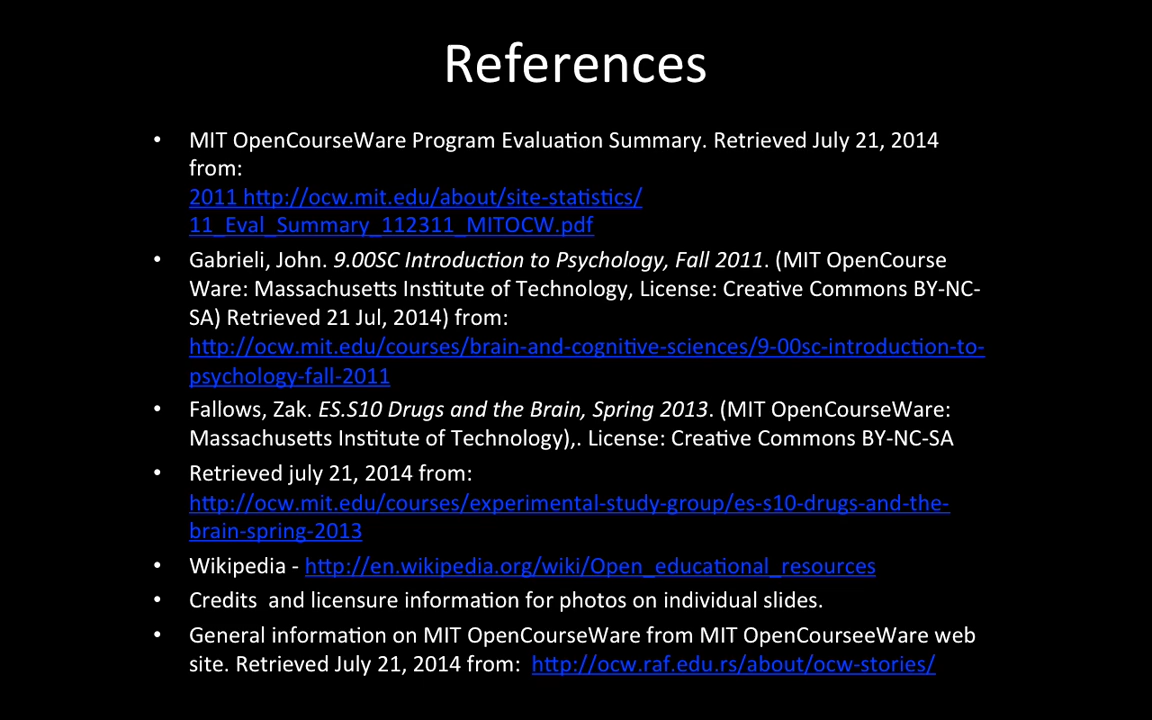 References
• MIT OpenCourseWare Program Evaluation Summary. Retrieved July 21, 2014
from:
2011 http://ocw.mit.edu/about/site-statistics/
11_Eval_Summary_112311_MITOCW.pdf
• Gabrieli, John. 9.00SC Introduction to Psychology, Fall 2011. (MIT OpenCourse
Ware: Massachusetts Institute of Technology, License: Creative Commons BY-NC-
SA) Retrieved 21 Jul, 2014) from:
http://ocw.mit.edu/courses/brain-and-cognitive-sciences/9-00sc-introduction-to-
psychology-fall-2011
• Fallows, Zak. ES.S10 Drugs and the Brain, Spring 2013. (MIT OpenCourseWare:
Massachusetts Institute of Technology),. License: Creative Commons BY-NC-SA
• Retrieved july 21, 2014 from:
http://ocw.mit.edu/courses/experimental-study-group/es-s10-drugs-and-the-
brain-spring-2013
• Wikipedia - http://en.wikipedia.org/wiki/Open_educational_resources
• Credits  and licensure information for photos on individual slides.
• General information on MIT OpenCourseWare from MIT OpenCourseeWare web
site. Retrieved July 21, 2014 from:  http://ocw.raf.edu.rs/about/ocw-stories/